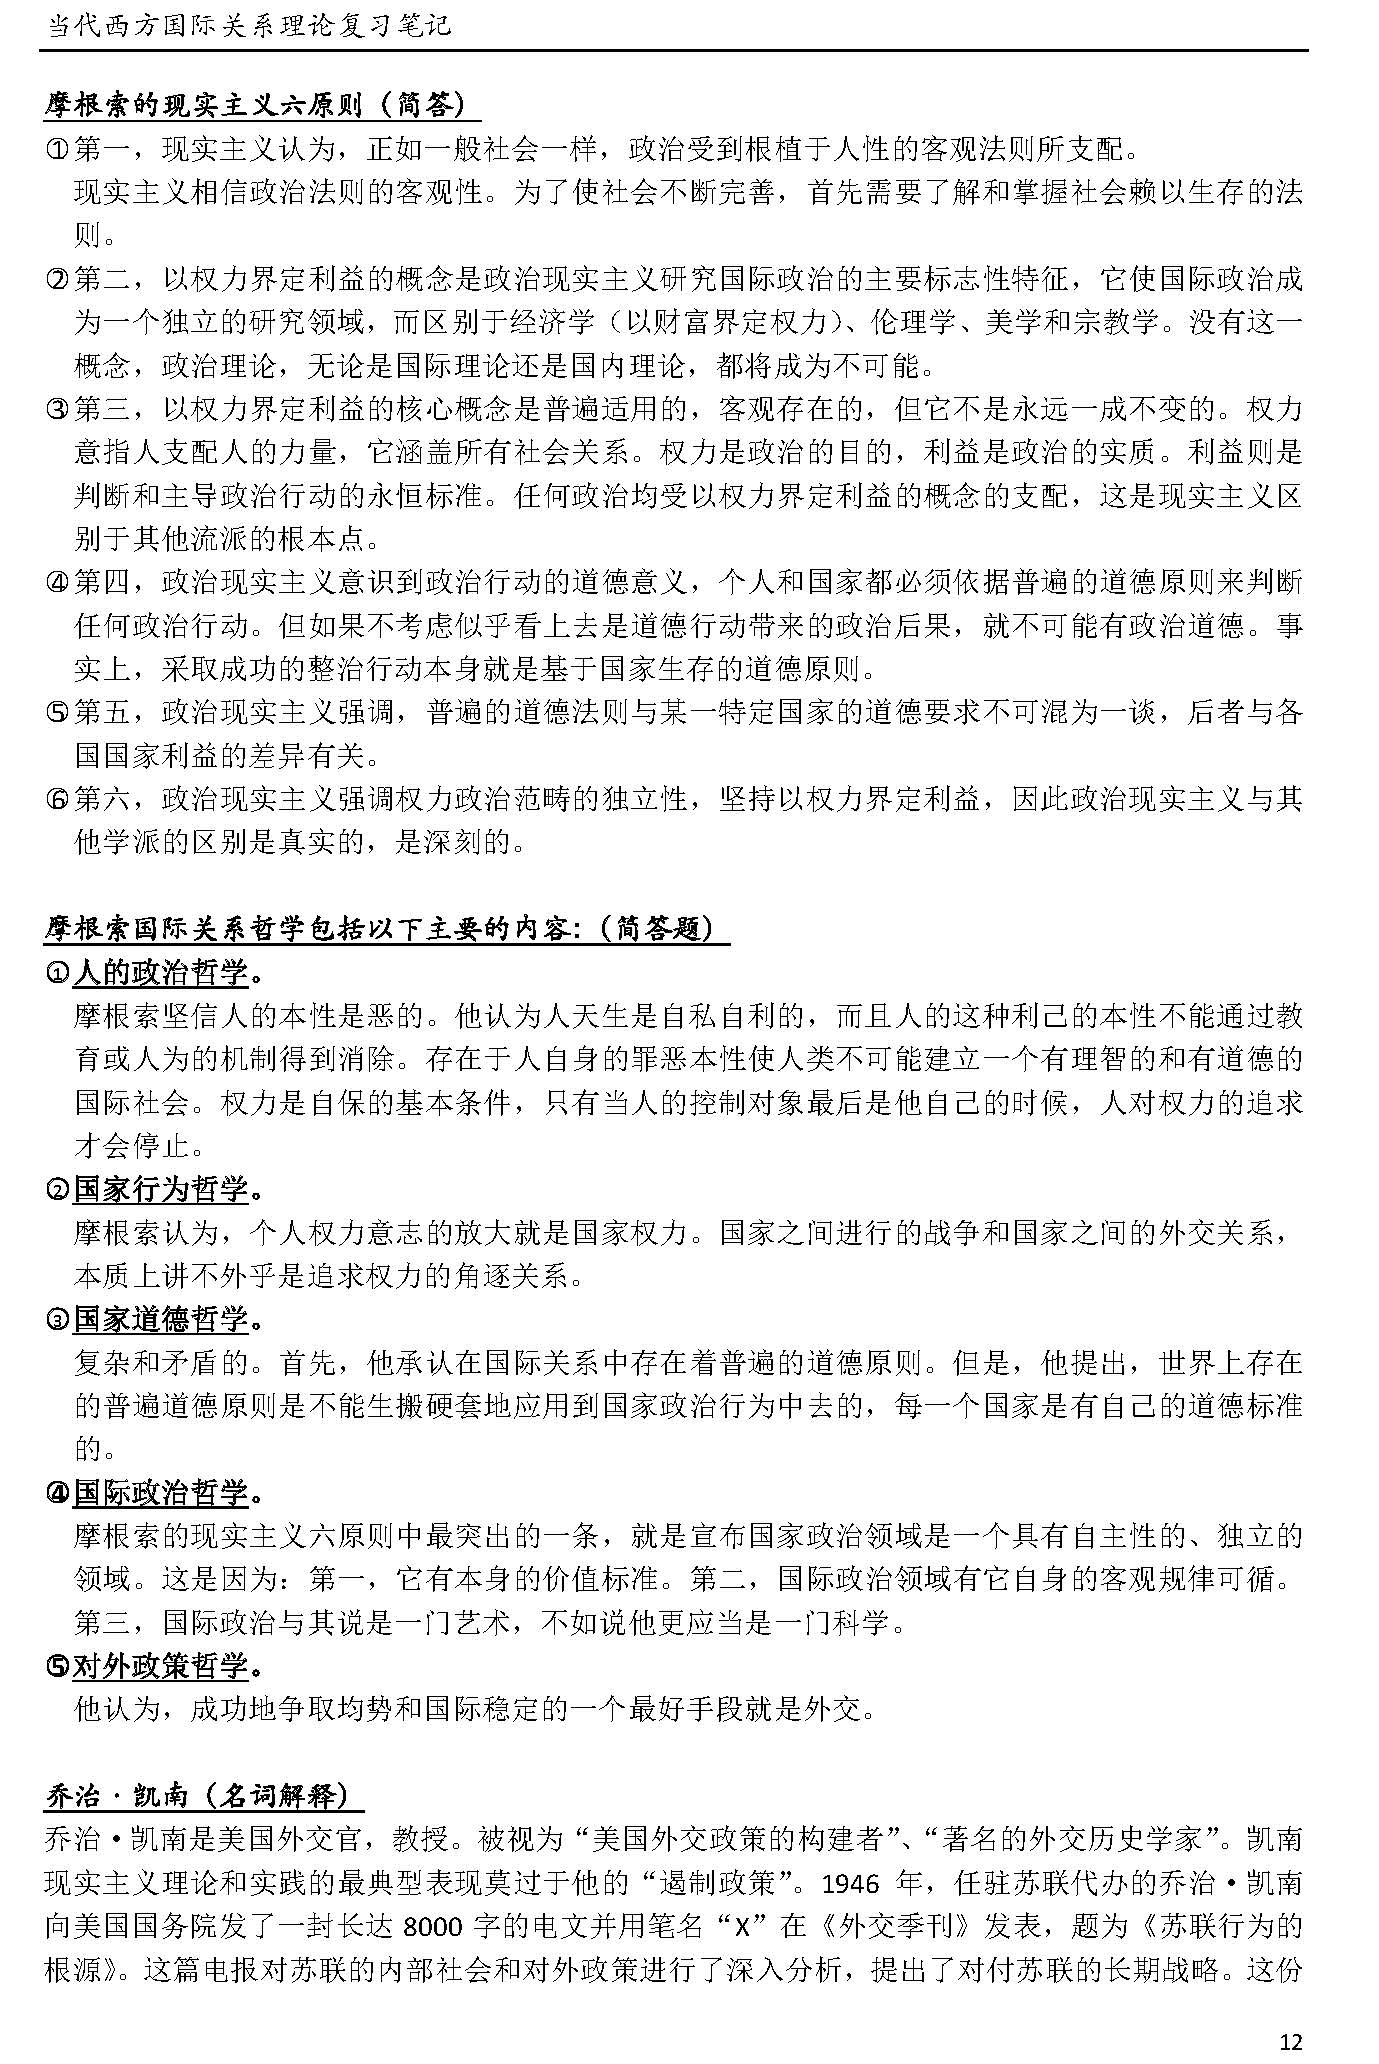 当代西方国际关系理论复习笔记
摩根索的现实主义六原则（简答）
①第一，现实主义认为，正如一般社会一样，政治受到根植于人性的客观法则所支配。
现实主义相信政治法则的客观性。为了使社会不断完善，首先需要了解和掌握社会赖以生存的法
则。
②第二，以权力界定利益的概念是政治现实主义研究国际政治的主要标志性特征，它使国际政治成
为一个独立的研究领域，而区别于经济学（以财富界定权力）、伦理学、美学和宗教学。没有这一
概念，政治理论，无论是国际理论还是国内理论，都将成为不可能。
③第三，以权力界定利益的核心概念是普遍适用的，客观存在的，但它不是永远一成不变的。权力
意指人支配人的力量，它涵盖所有社会关系。权力是政治的目的，利益是政治的实质。利益则是
判断和主导政治行动的永恒标准。任何政治均受以权力界定利益的概念的支配，这是现实主义区
别于其他流派的根本点。
④第四，政治现实主义意识到政治行动的道德意义，个人和国家都必须依据普遍的道德原则来判断
任何政治行动。但如果不考虑似乎看上去是道德行动带来的政治后果，就不可能有政治道德。事
实上，采取成功的整治行动本身就是基于国家生存的道德原则。
⑤第五，政治现实主义强调，普遍的道德法则与某一特定国家的道德要求不可混为一谈，后者与各
国国家利益的差异有关。
⑥第六，政治现实主义强调权力政治范畴的独立性，坚持以权力界定利益，因此政治现实主义与其
他学派的区别是真实的，是深刻的。
摩根索国际关系哲学包括以下主要的内容:（简答题）
①人的政治哲学。
摩根索坚信人的本性是恶的。他认为人天生是自私自利的，而且人的这种利己的本性不能通过教
育或人为的机制得到消除。存在于人自身的罪恶本性使人类不可能建立一个有理智的和有道德的
国际社会。权力是自保的基本条件，只有当人的控制对象最后是他自己的时候，人对权力的追求
才会停止。
②国家行为哲学。
摩根索认为，个人权力意志的放大就是国家权力。国家之间进行的战争和国家之间的外交关系，
本质上讲不外乎是追求权力的角逐关系。
③国家道德哲学。
复杂和矛盾的。首先，他承认在国际关系中存在着普遍的道德原则。但是，他提出，世界上存在
的普遍道德原则是不能生搬硬套地应用到国家政治行为中去的，每一个国家是有自己的道德标准
的。
④国际政治哲学。
摩根索的现实主义六原则中最突出的一条，就是宣布国家政治领域是一个具有自主性的、独立的
领域。这是因为：第一，它有本身的价值标准。第二，国际政治领域有它自身的客观规律可循。
第三，国际政治与其说是一门艺术，不如说他更应当是一门科学。
⑤对外政策哲学。
他认为，成功地争取均势和国际稳定的一个最好手段就是外交。
乔治·凯南（名词解释）
乔治·凯南是美国外交官，教授。被视为“美国外交政策的构建者”、“著名的外交历史学家”。凯南
现实主义理论和实践的最典型表现莫过于他的“遏制政策”。1946 年，任驻苏联代办的乔治·凯南
向美国国务院发了一封长达 8000 字的电文并用笔名“X”在《外交季刊》发表，题为《苏联行为的
根源》。这篇电报对苏联的内部社会和对外政策进行了深入分析，提出了对付苏联的长期战略。这份
12